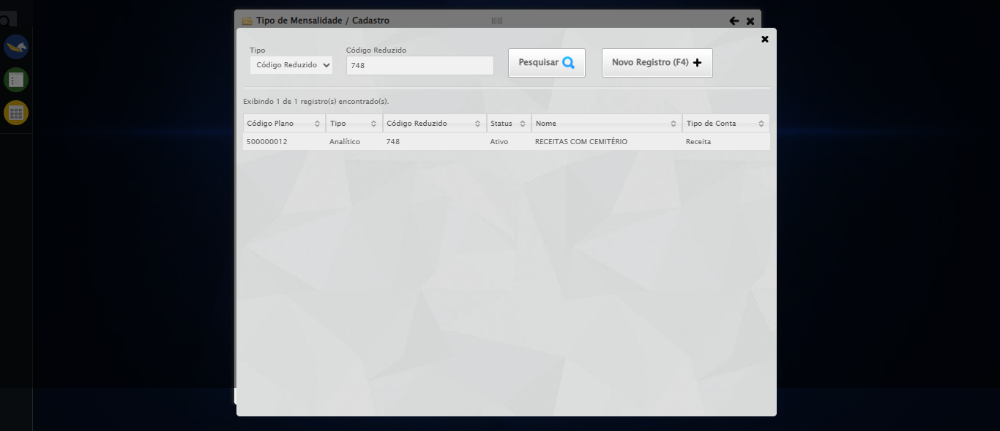 Tipo de Mensalidade / Cadastro
Tipo
Código Reduzido
Código Reduzido
748
Pesquisar
Novo Registro (F4)
Exibindo 1 de 1 registro(s) encontrado(s).
Código Plano Tipo Código Reduzido Status Nome Tipo de Conta
500000012 Analítico 748 Ativo RECEITAS COM CEMITÉRIO Receita